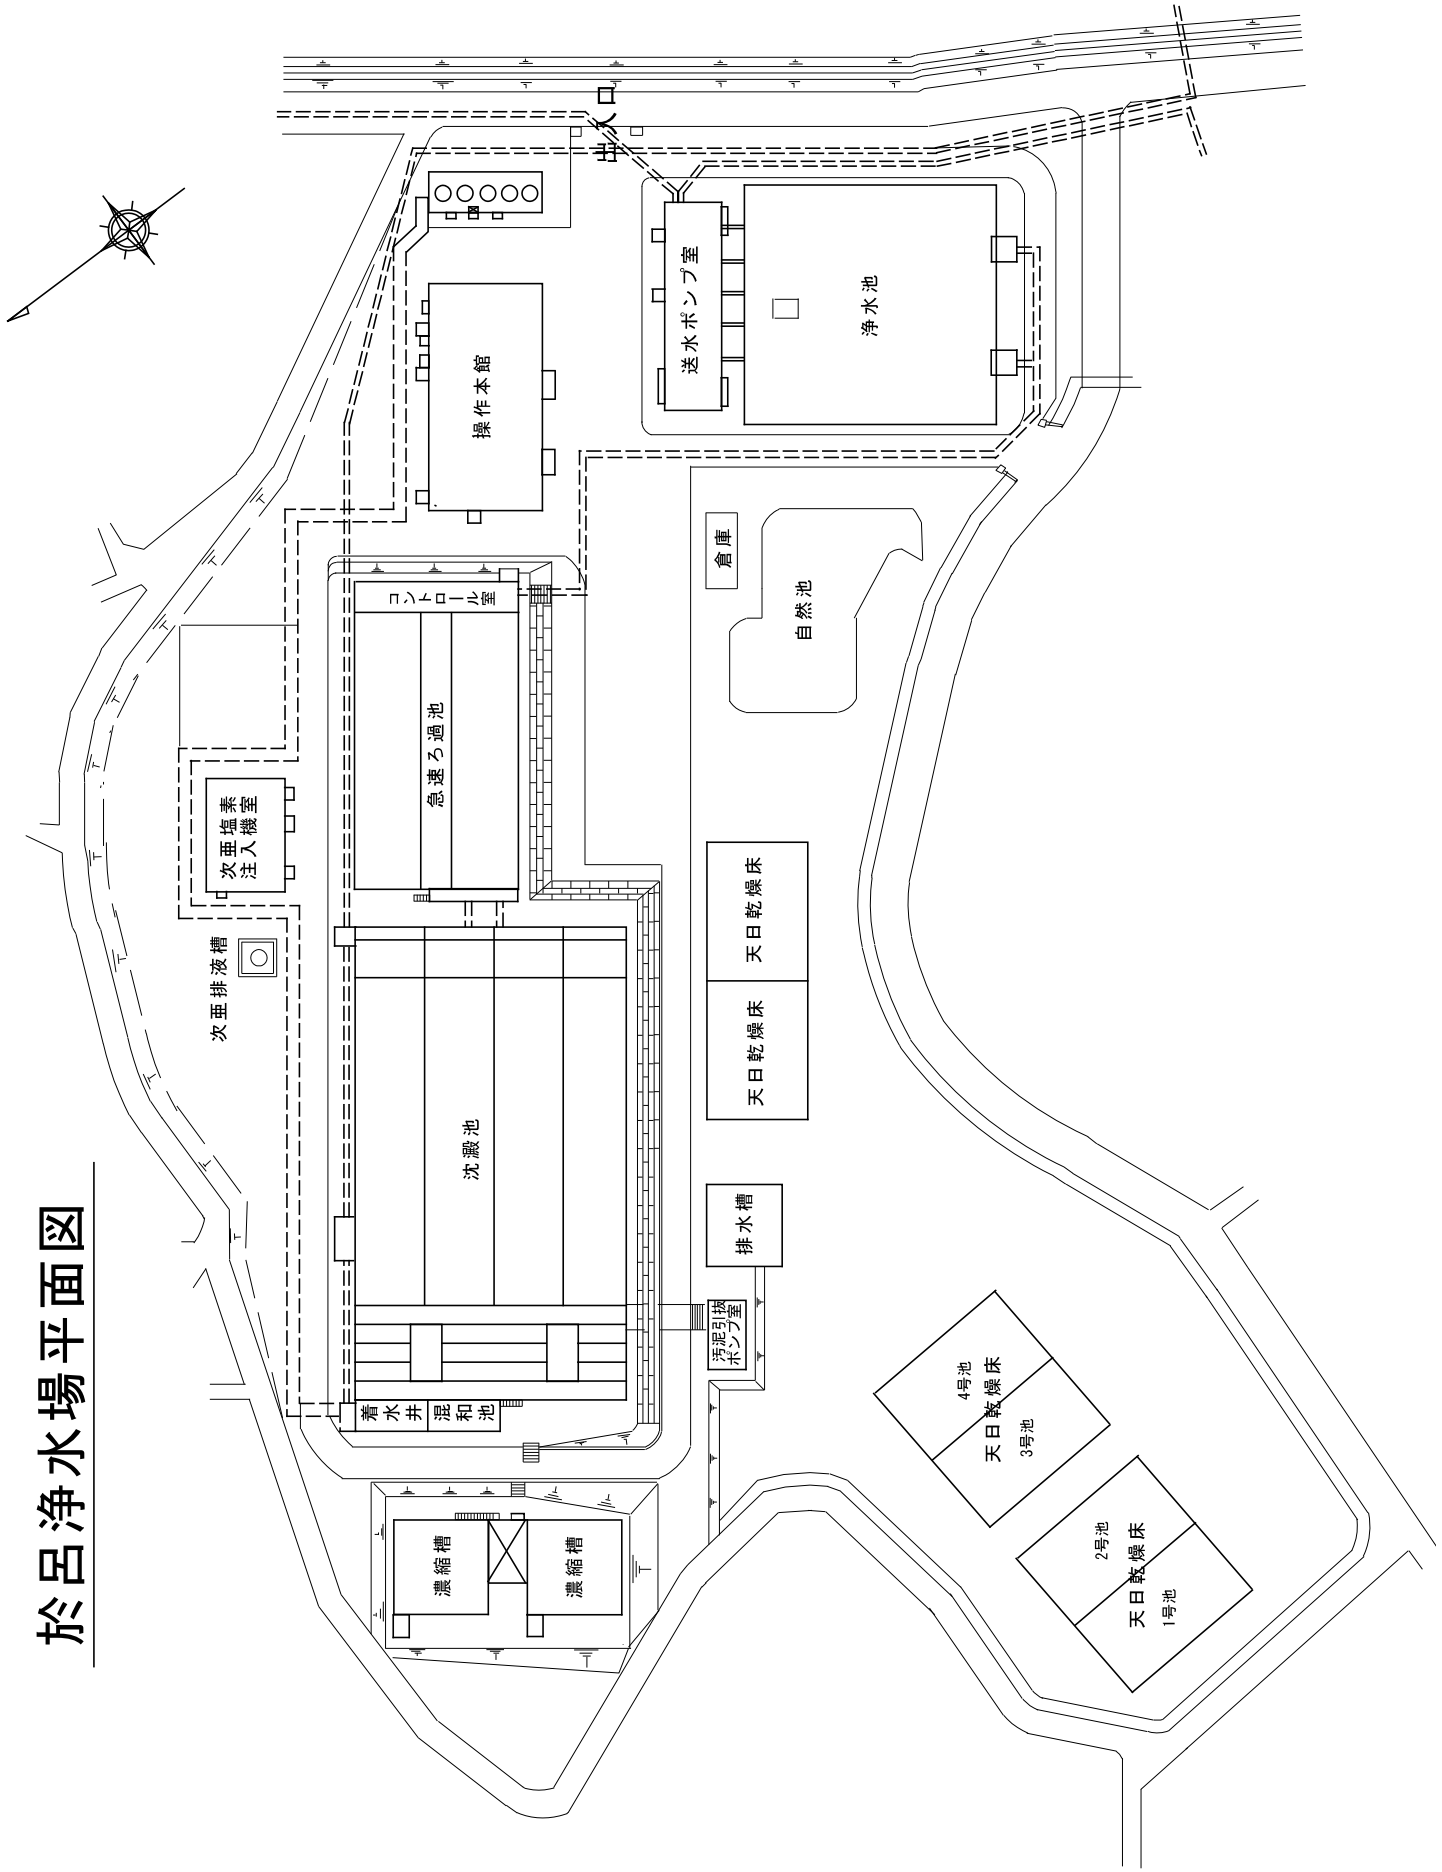 於呂浄水場平面図
次亜排液槽
次亜塩素
注入機室
着水井
混和池
沈澱池
急速ろ過池
コントロール室
操作本館
出入口
濃縮槽
濃縮槽
送水ポンプ室
浄水池
汚泥引抜
ポンプ室
排水槽
天日乾燥床
天日乾燥床
倉庫
自然池
4号池
天日乾燥床
3号池
2号池
天日乾燥床
1号池